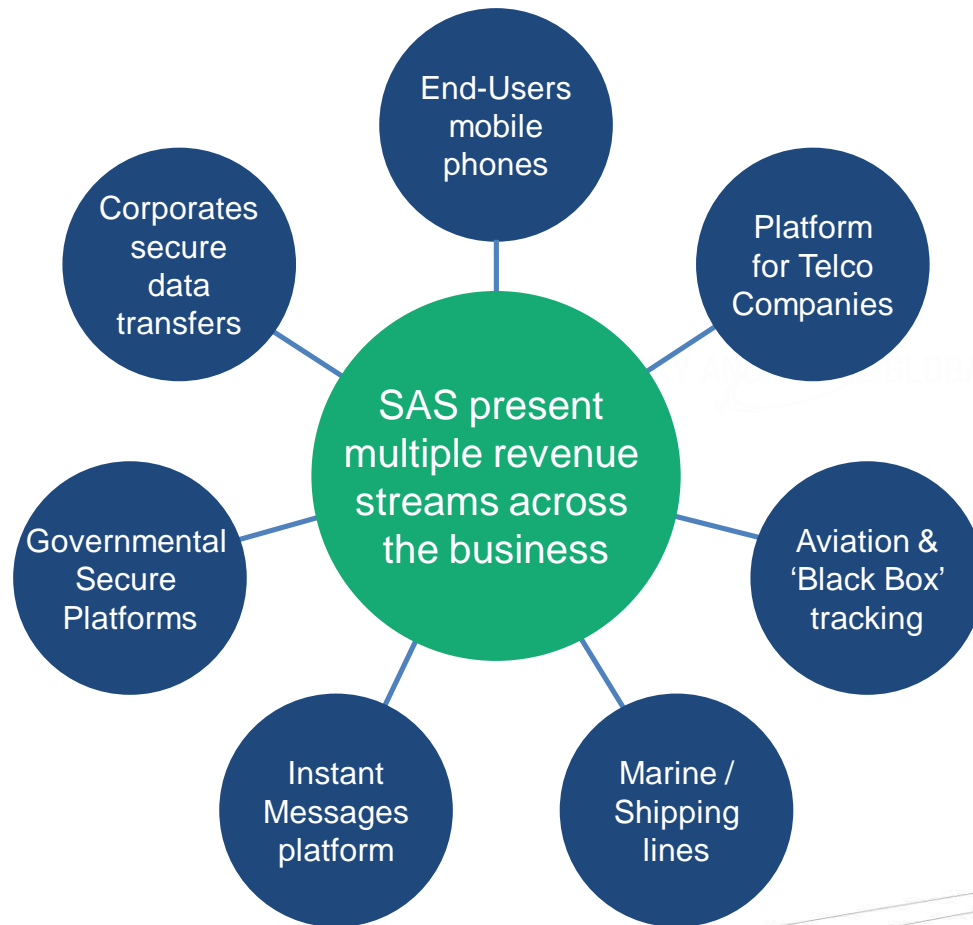 End-Users
mobile
phones
Corporates
secure
data
transfers
Platform
for Telco
Companies
SAS present
multiple revenue
streams across
the business
Governmental
Secure
Platforms
Aviation &
‘Black Box’
tracking
Instant
Messages
platform
Marine /
Shipping
lines